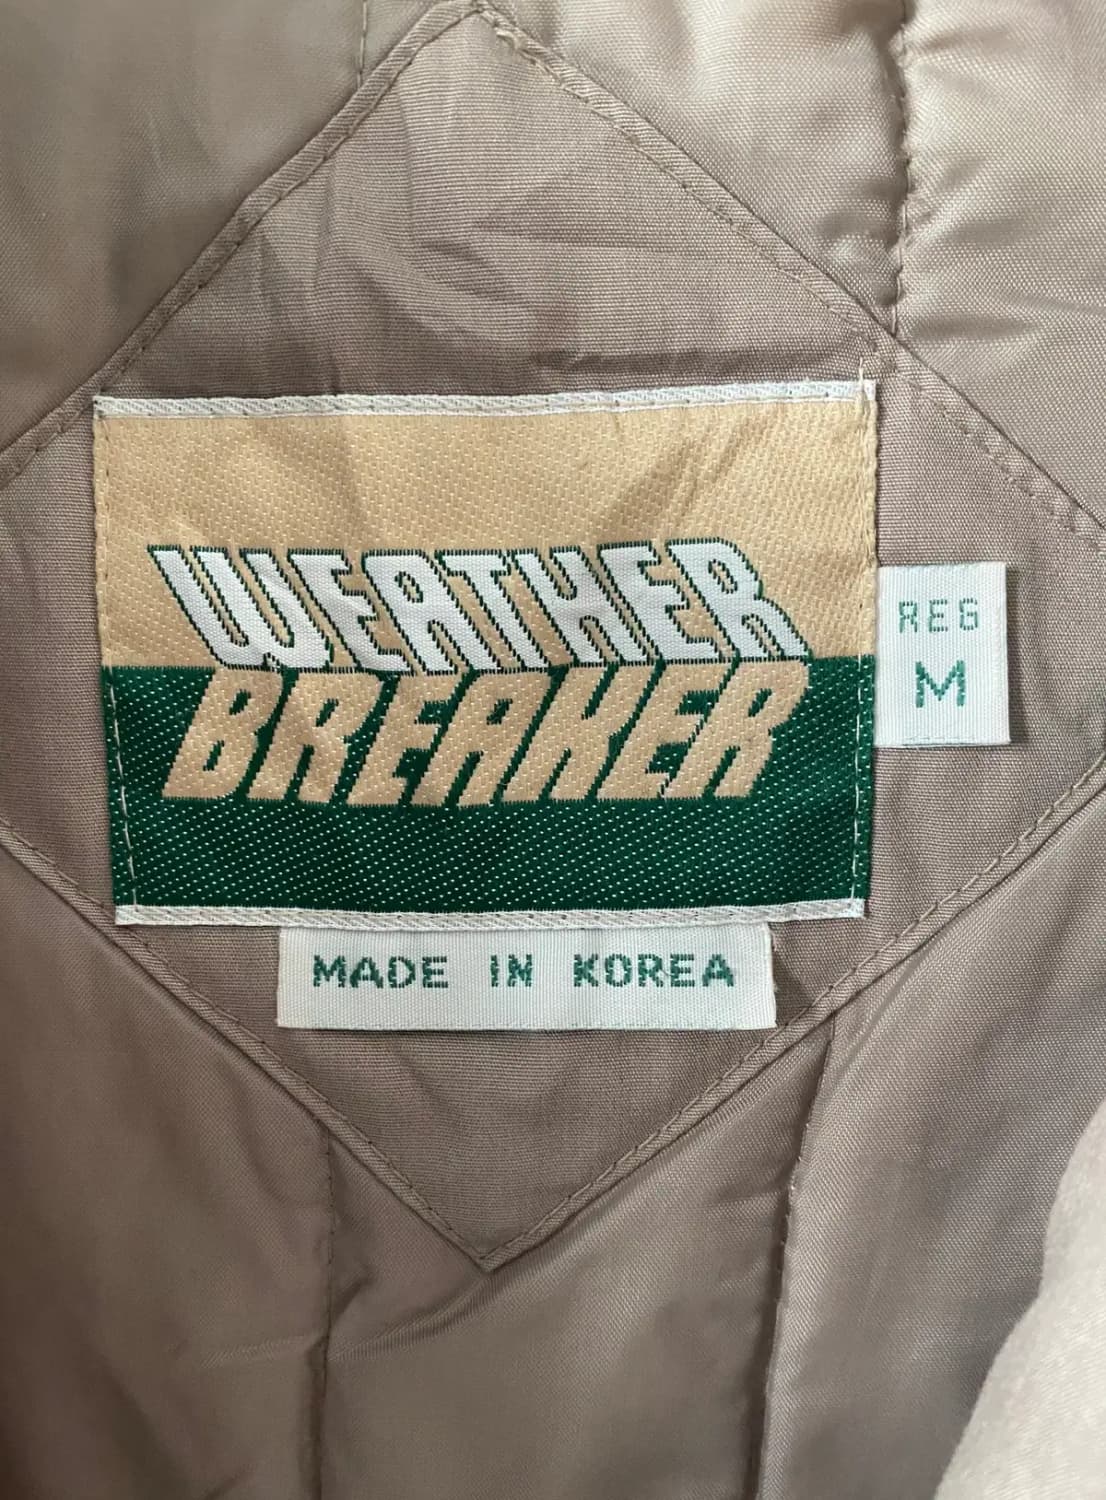 WEATHER
BREAKER
REG
M
MADE IN KOREA